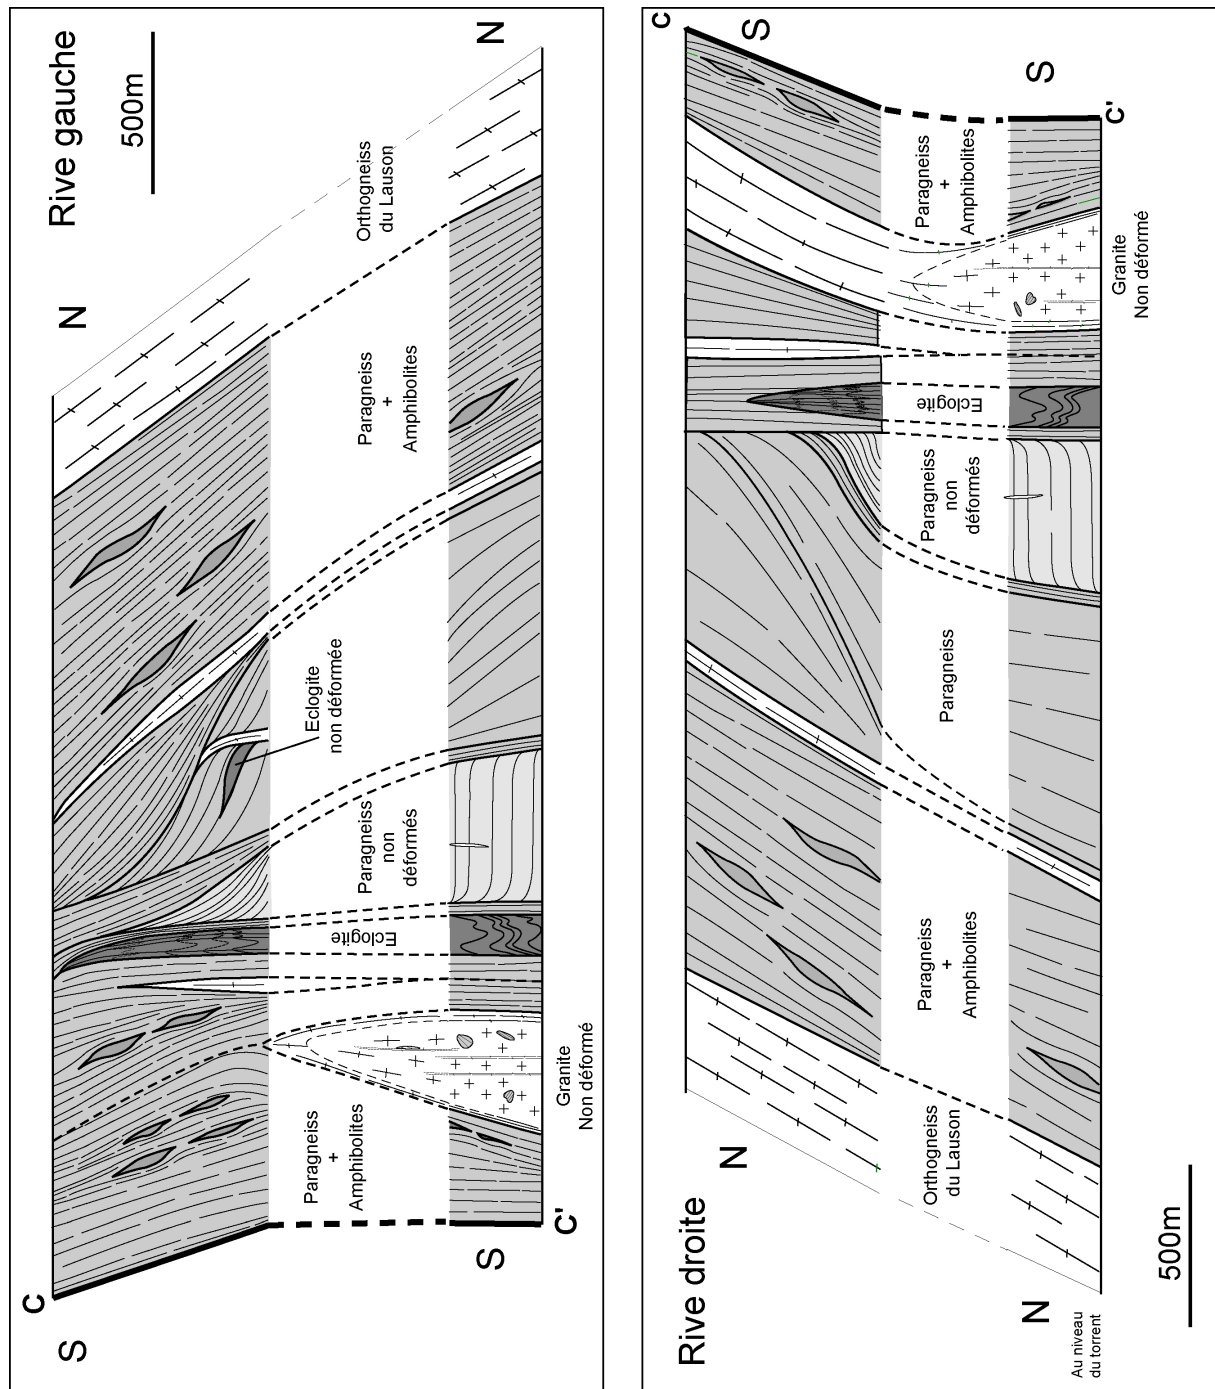 Rive gauche
500m
N
N
Orthogneiss
du Lauson
Paragneiss
+
Amphibolites
Eclogite
non déformée
Paragneiss
non
déformés
Eclogite
Granite
Non déformé
Paragneiss
+
Amphibolites
C
C'
S
S
Rive droite
500m
C
S
S
C'
Paragneiss
+
Amphibolites
Granite
Non déformé
Eclogite
Paragneiss
non
déformés
Paragneiss
Paragneiss
+
Amphibolites
Orthogneiss
du Lauson
N
N
Au niveau
du torrent